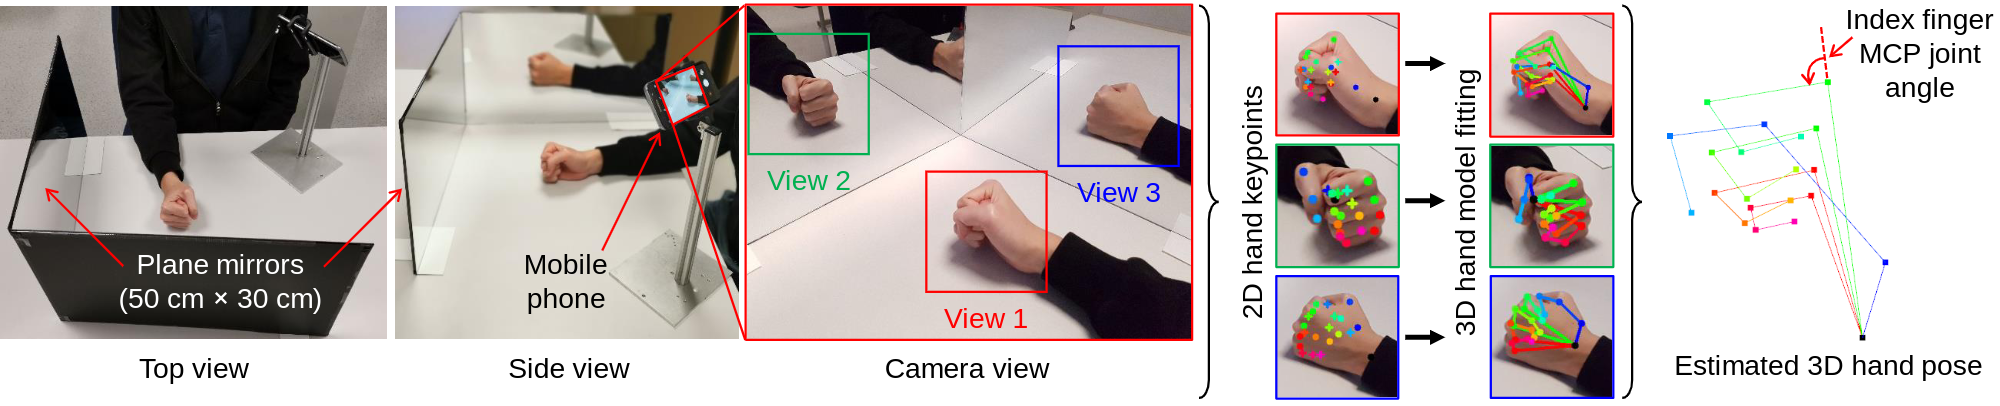 Plane mirrors
(50 cm × 30 cm)
Top view
Mobile
phone
Side view
View 2
View 3
View 1
Camera view
2D hand keypoints
3D hand model fitting
Index finger
MCP joint
angle
Estimated 3D hand pose